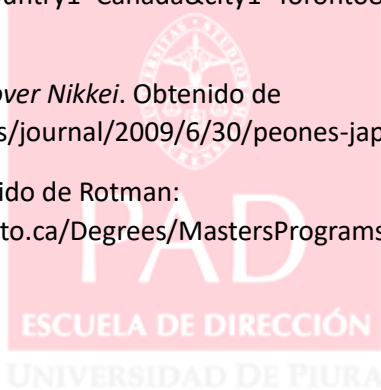 ountry1=Canada&city1=Toronto&
over Nikkei. Obtenido de
s/journal/2009/6/30/peones-jap
ido de Rotman:
to.ca/Degrees/MastersPrograms
PAD
ESCUELA DE DIRECCIÓN
UNIVERSIDAD DE PIURA